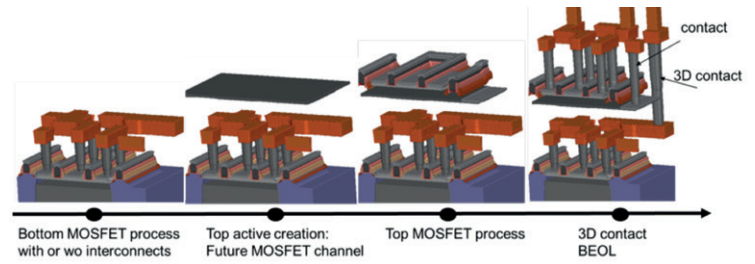 contact
3D contact
Bottom MOSFET process
with or wo interconnects
Top active creation:
Future MOSFET channel
Top MOSFET process
3D contact
BEOL